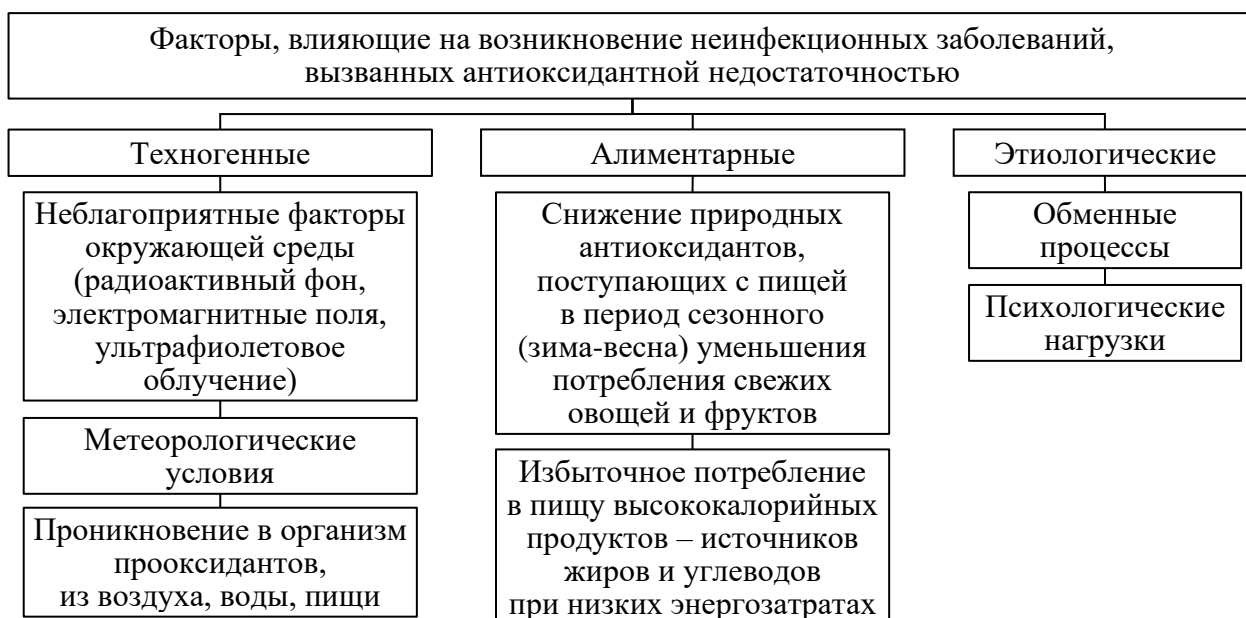 Факторы, влияющие на возникновение неинфекционных заболеваний,
вызванных антиоксидантной недостаточностью
Техногенные
Неблагоприятные факторы
окружающей среды
(радиоактивный фон,
электромагнитные поля,
ультрафиолетовое
облучение)
Метеорологические
условия
Проникновение в организм
прооксидантов,
из воздуха, воды, пищи
Алиментарные
Снижение природных
антиоксидантов,
поступающих с пищей
в период сезонного
(зима-весна) уменьшения
потребления свежих
овощей и фруктов
Избыточное потребление
в пищу высококалорийных
продуктов – источников
жиров и углеводов
при низких энергозатратах
Этиологические
Обменные
процессы
Психологические
нагрузки